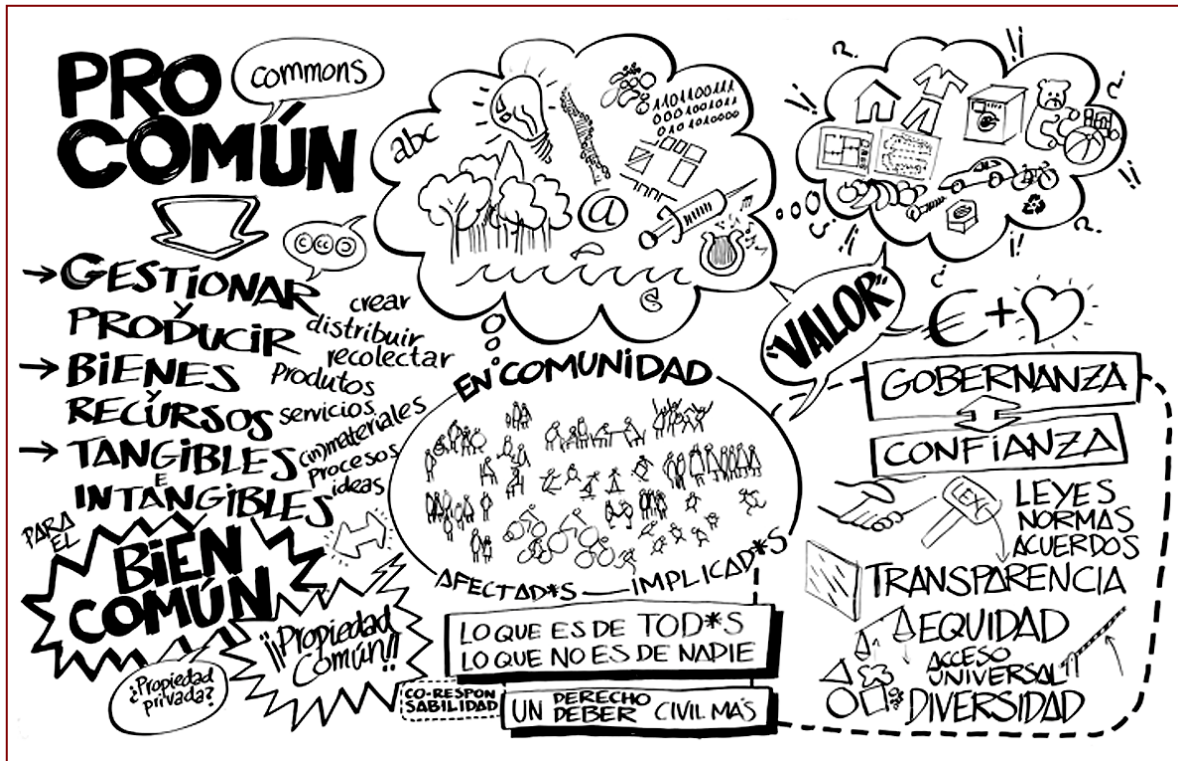 PRO
COMÚN
commons
© cc ɔ
→ GESTIONAR
Y
PRODUCIR
crear
distribuir
recolectar
→ BIENES
Y
RECURSOS
Produtos
servicios
→ TANGIBLES
E
INTANGIBLES
(in)materiales
procesos
ideas
PARA
EL
BIEN
COMÚN
¿Propiedad
privada?
¡¡Propiedad
Común!!
abc
@
EN COMUNIDAD
AFECTAD*S — IMPLICAD*S
LO QUE ES DE TOD*S
LO QUE NO ES DE NADIE
CO-RESPON
SABILIDAD
UN DERECHO
DEBER CIVIL MÁS
"VALOR"
€ +
GOBERNANZA
CONFIANZA
LEX
LEYES
NORMAS
ACUERDOS
TRANSPARENCIA
EQUIDAD
ACCESO
UNIVERSAL
DIVERSIDAD